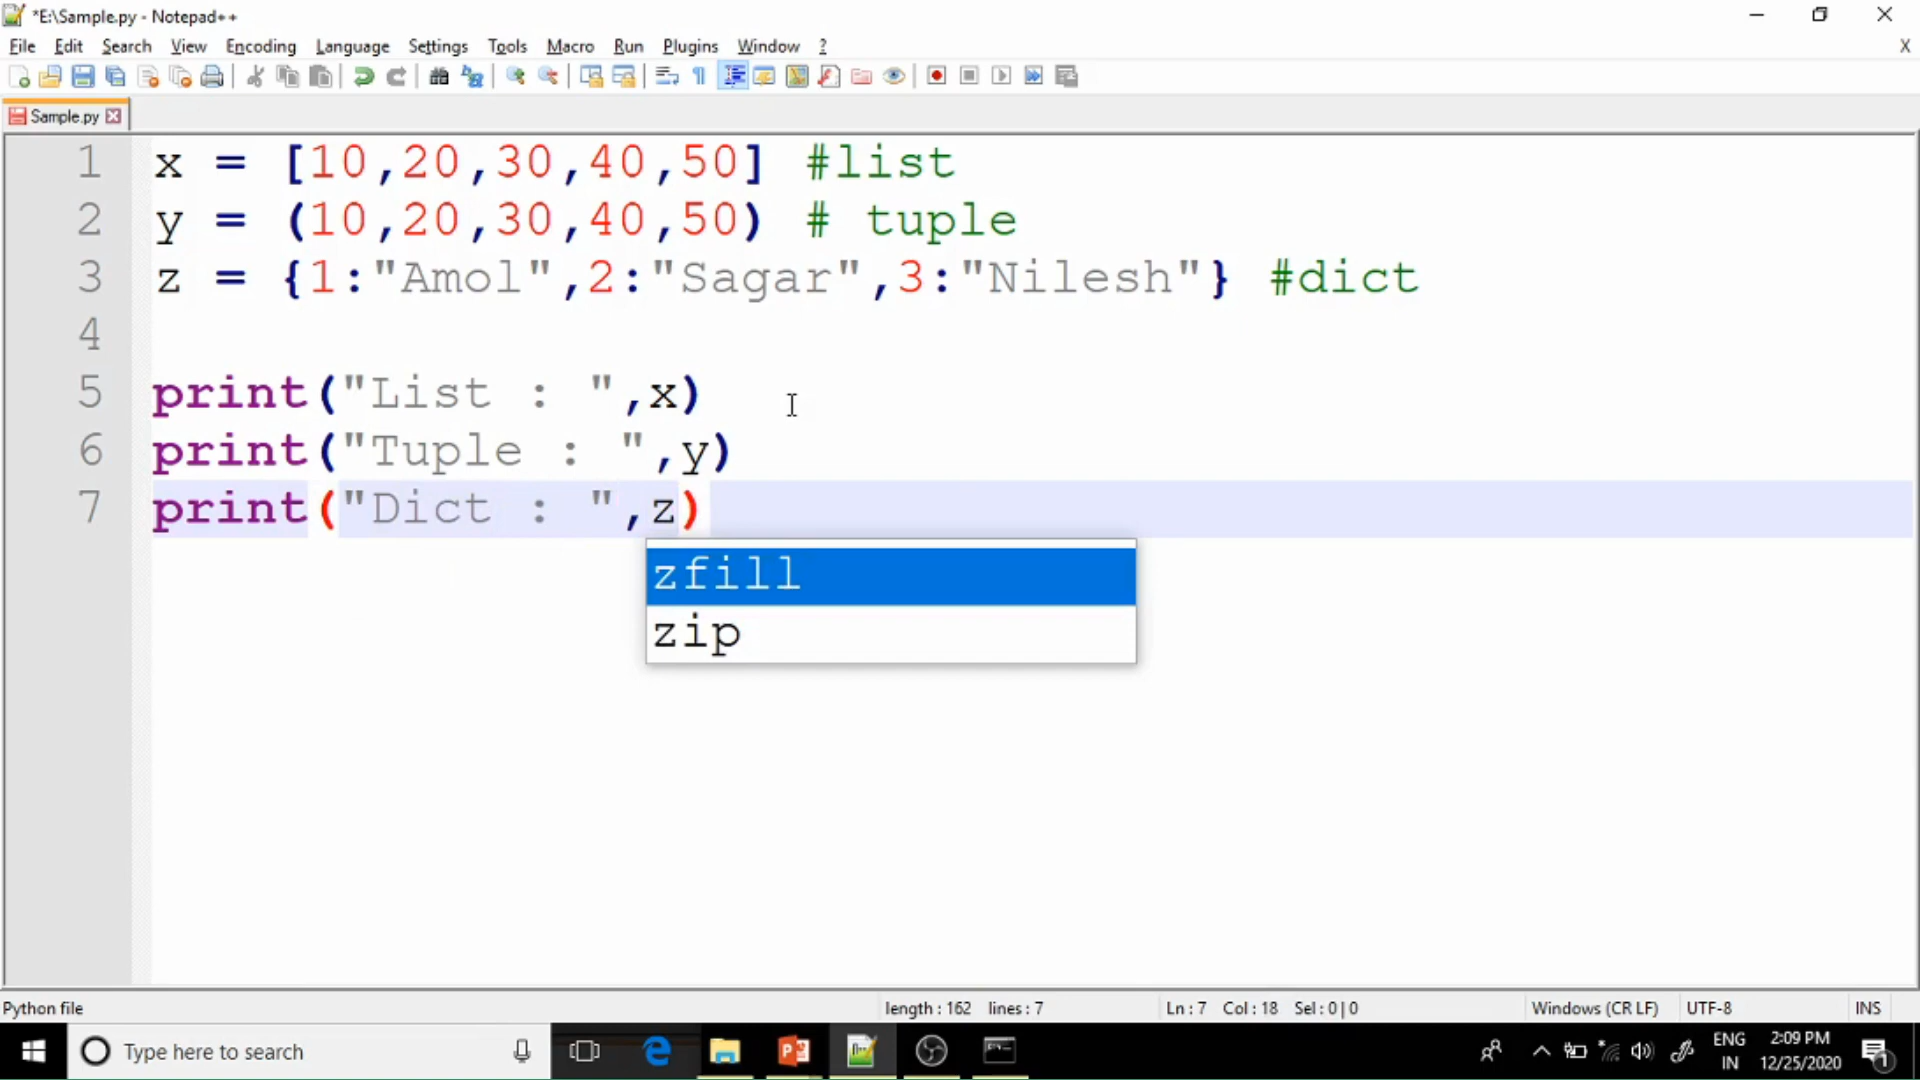 *E:\Sample.py - Notepad++
File Edit Search View Encoding Language Settings Tools Macro Run Plugins Window ? X
Sample.py
1 x = [10,20,30,40,50] #list
2 y = (10,20,30,40,50) # tuple
3 z = {1:"Amol",2:"Sagar",3:"Nilesh"} #dict
4
5 print("List : ",x)
6 print("Tuple : ",y)
7 print("Dict : ",z)
zfill
zip
Python file length : 162 lines : 7 Ln : 7 Col : 18 Sel : 0 | 0 Windows (CR LF) UTF-8 INS
Type here to search
ENG 2:09 PM
IN 12/25/2020 1